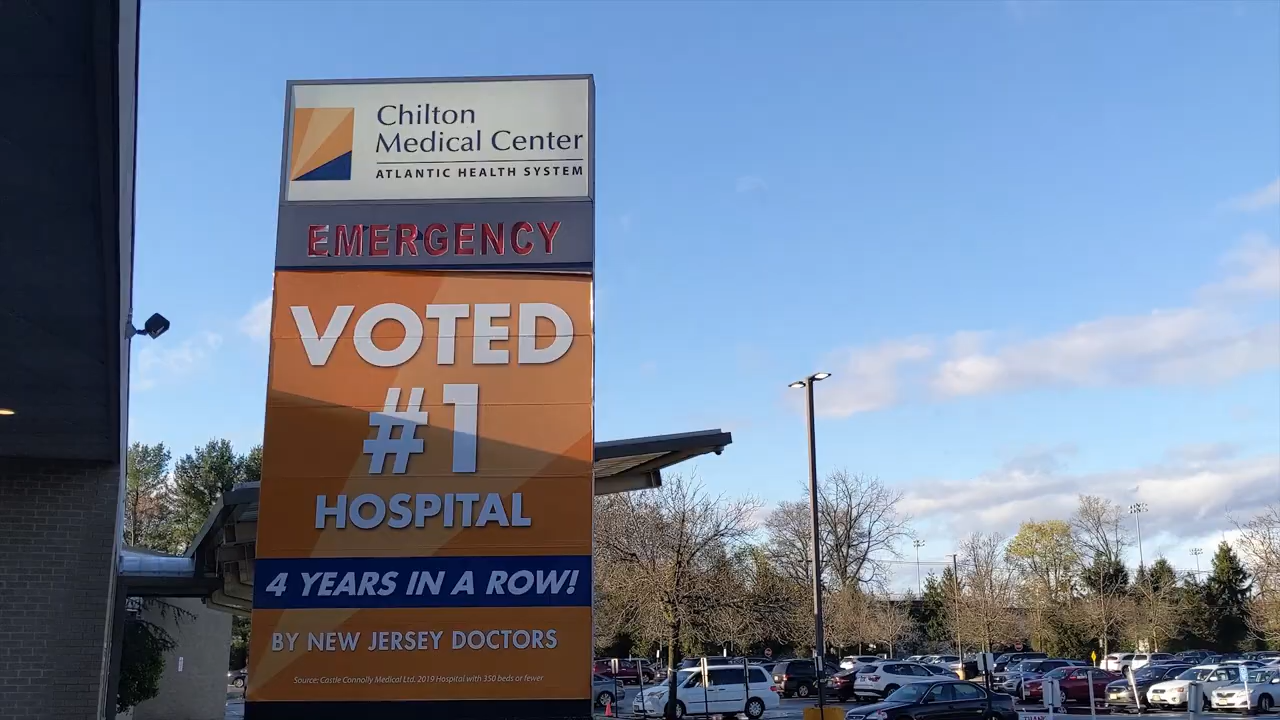 Chilton
Medical Center
ATLANTIC HEALTH SYSTEM
EMERGENCY
VOTED
#1
HOSPITAL
4 YEARS IN A ROW!
BY NEW JERSEY DOCTORS
Source: Castle Connolly Medical Ltd. 2019 Hospital with 350 beds or fewer
THANK